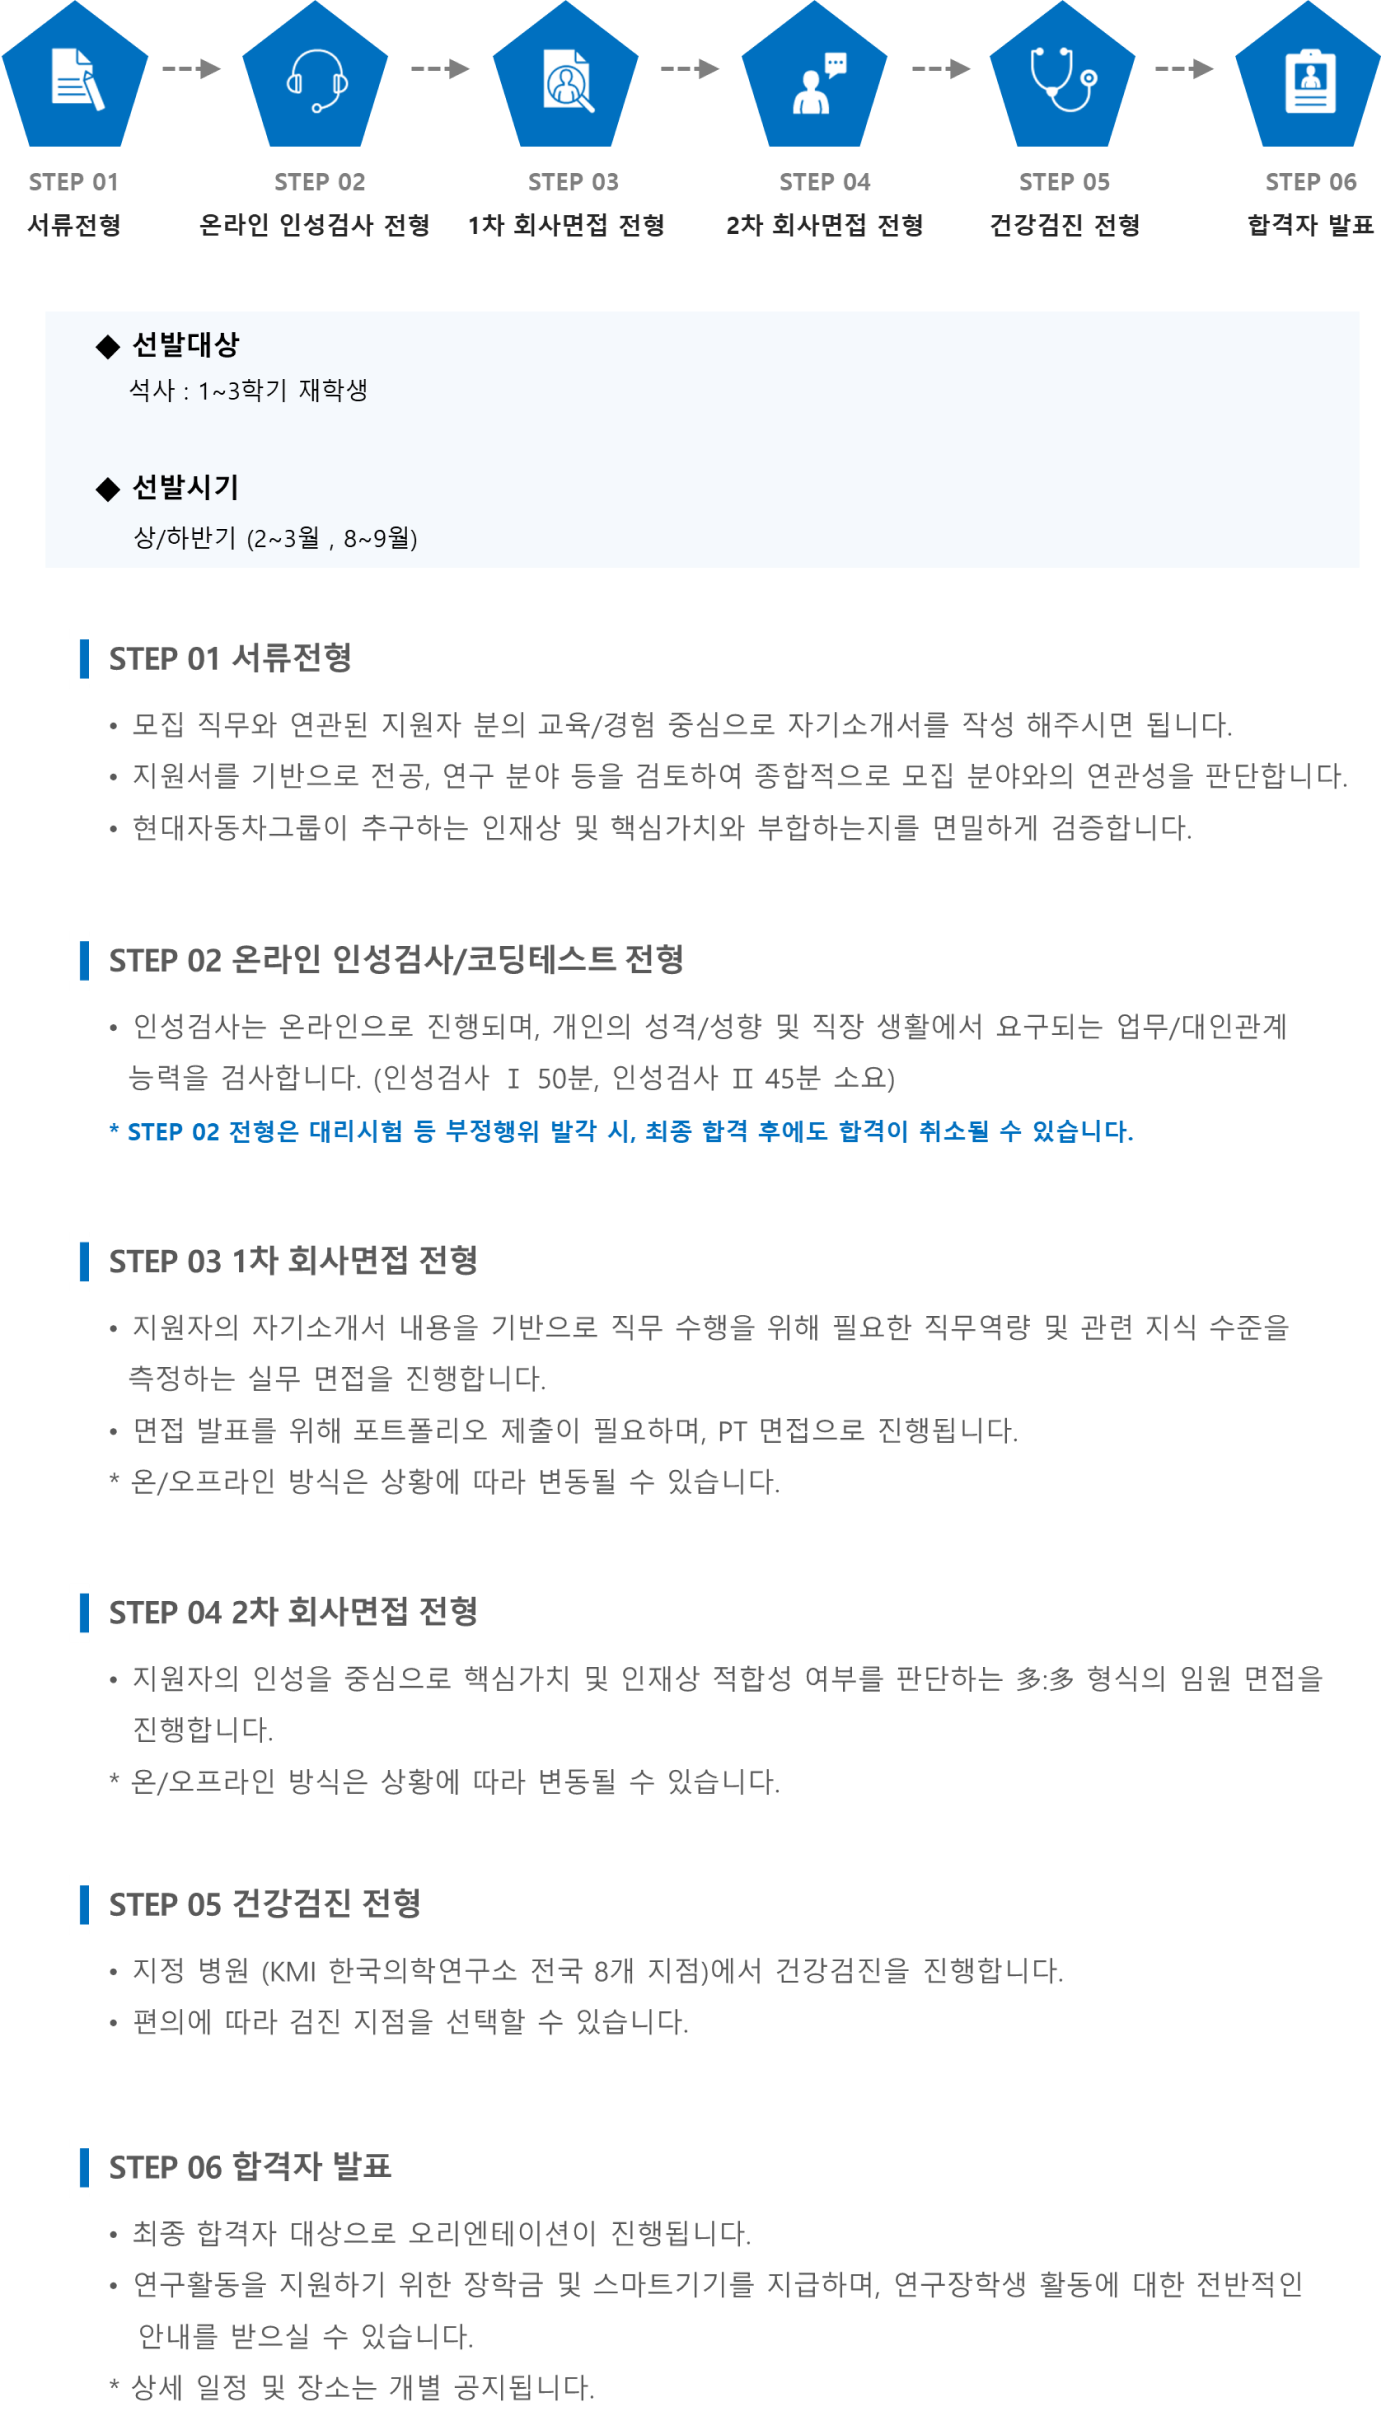 STEP 01
STEP 02
STEP 03
STEP 04
STEP 05
STEP 06
서류전형
온라인 인성검사 전형
1차 회사면접 전형
2차 회사면접 전형
건강검진 전형
합격자 발표
◆ 선발대상
석사 : 1~3학기 재학생
◆ 선발시기
상/하반기 (2~3월 , 8~9월)
STEP 01 서류전형
• 모집 직무와 연관된 지원자 분의 교육/경험 중심으로 자기소개서를 작성 해주시면 됩니다.
• 지원서를 기반으로 전공, 연구 분야 등을 검토하여 종합적으로 모집 분야와의 연관성을 판단합니다.
• 현대자동차그룹이 추구하는 인재상 및 핵심가치와 부합하는지를 면밀하게 검증합니다.
STEP 02 온라인 인성검사/코딩테스트 전형
• 인성검사는 온라인으로 진행되며, 개인의 성격/성향 및 직장 생활에서 요구되는 업무/대인관계
능력을 검사합니다. (인성검사 Ⅰ 50분, 인성검사 Ⅱ 45분 소요)
* STEP 02 전형은 대리시험 등 부정행위 발각 시, 최종 합격 후에도 합격이 취소될 수 있습니다.
STEP 03 1차 회사면접 전형
• 지원자의 자기소개서 내용을 기반으로 직무 수행을 위해 필요한 직무역량 및 관련 지식 수준을
측정하는 실무 면접을 진행합니다.
• 면접 발표를 위해 포트폴리오 제출이 필요하며, PT 면접으로 진행됩니다.
* 온/오프라인 방식은 상황에 따라 변동될 수 있습니다.
STEP 04 2차 회사면접 전형
• 지원자의 인성을 중심으로 핵심가치 및 인재상 적합성 여부를 판단하는 多:多 형식의 임원 면접을
진행합니다.
* 온/오프라인 방식은 상황에 따라 변동될 수 있습니다.
STEP 05 건강검진 전형
• 지정 병원 (KMI 한국의학연구소 전국 8개 지점)에서 건강검진을 진행합니다.
• 편의에 따라 검진 지점을 선택할 수 있습니다.
STEP 06 합격자 발표
• 최종 합격자 대상으로 오리엔테이션이 진행됩니다.
• 연구활동을 지원하기 위한 장학금 및 스마트기기를 지급하며, 연구장학생 활동에 대한 전반적인
안내를 받으실 수 있습니다.
* 상세 일정 및 장소는 개별 공지됩니다.